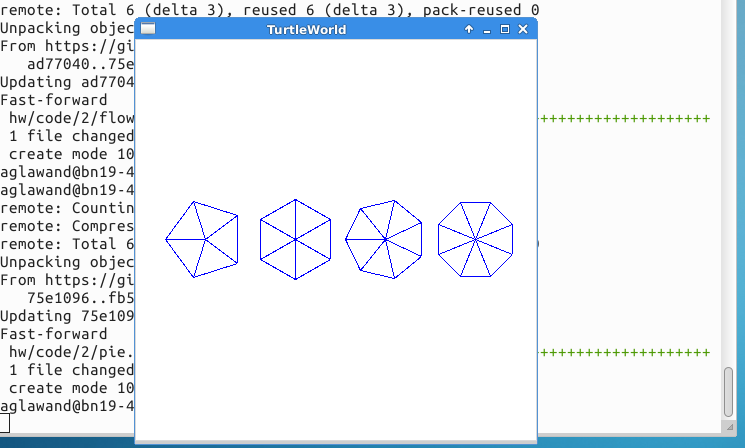 remote: Total 6 (delta 3), reused 6 (delta 3), pack-reused 0
Unpacking objec
TurtleWorld
From https://gi
ad77040..75e
Updating ad7704
Fast-forward
hw/code/2/flow +++++++++++++++++++
1 file changed
create mode 10
aglawand@bn19-4
aglawand@bn19-4
remote: Countin
remote: Compres
remote: Total 6
Unpacking objec
From https://gi
75e1096..fb5
Updating 75e109
Fast-forward
hw/code/2/pie. +++++++++++++++++++
1 file changed
create mode 10
aglawand@bn19-4